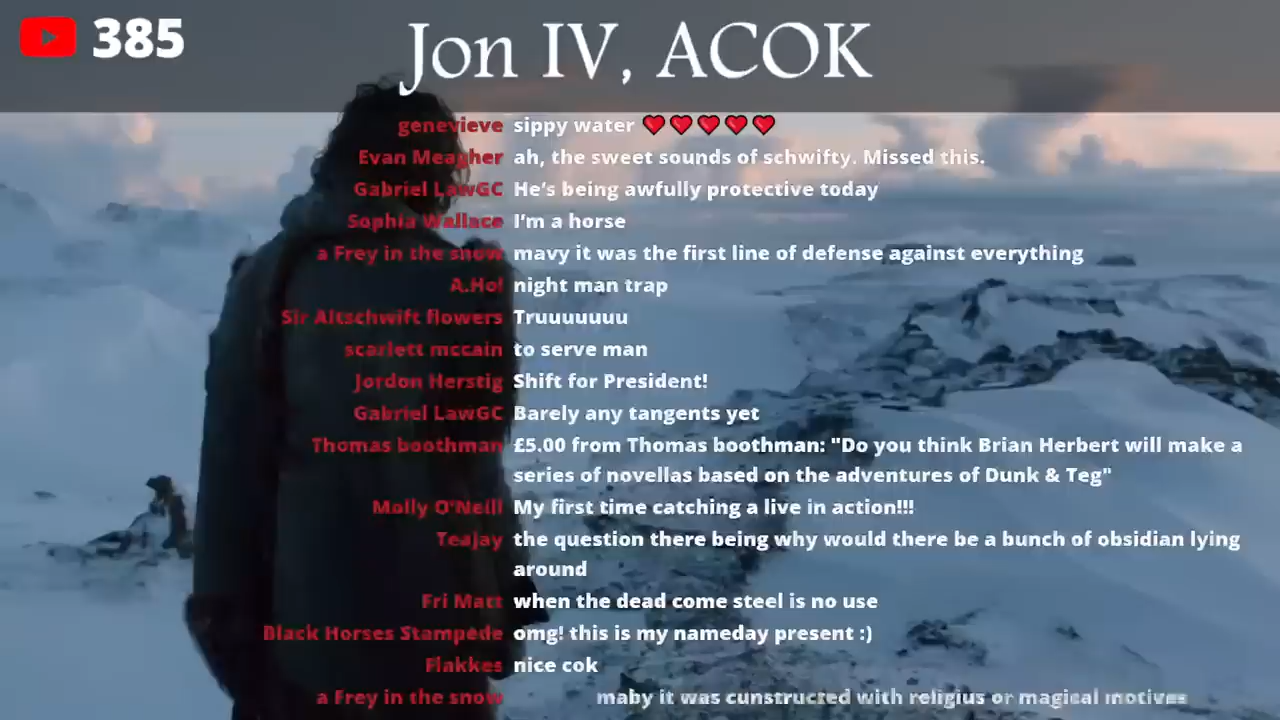 385
Jon IV, ACOK
genevieve sippy water
Evan Meagher ah, the sweet sounds of schwifty. Missed this.
Gabriel LawGC He's being awfully protective today
Sophia Wallace I'm a horse
a Frey in the snow mavy it was the first line of defense against everything
A.Ho! night man trap
Sir Altschwift flowers Truuuuuuu
scarlett mccain to serve man
Jordon Herstig Shift for President!
Gabriel LawGC Barely any tangents yet
Thomas boothman £5.00 from Thomas boothman: "Do you think Brian Herbert will make a
series of novellas based on the adventures of Dunk & Teg"
Molly O'Neill My first time catching a live in action!!!
Teajay the question there being why would there be a bunch of obsidian lying
around
Fri Matt when the dead come steel is no use
Black Horses Stampede omg! this is my nameday present :)
Flakkes nice cok
a Frey in the snow maby it was cunstructed with religius or magical motives